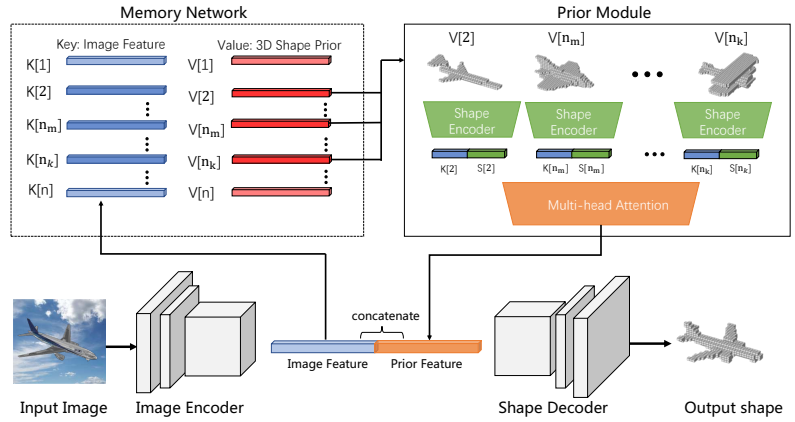 Memory Network
Prior Module
Key: Image Feature
Value: 3D Shape Prior
K[1]
V[1]
K[2]
V[2]
K[nm]
V[nm]
K[nk]
V[nk]
K[n]
V[n]
V[2]
V[nm]
V[nk]
Shape
Encoder
Shape
Encoder
Shape
Encoder
K[2]
S[2]
K[nm]
S[nm]
K[nk]
S[nk]
Multi-head Attention
concatenate
Image Feature
Prior Feature
Input Image
Image Encoder
Shape Decoder
Output shape